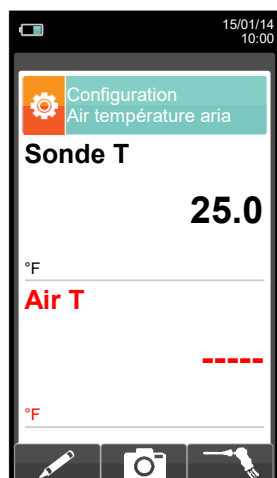 15/01/14
10:00
Configuration
Air température aria
Sonde T
25.0
°F
Air T
-----
°F